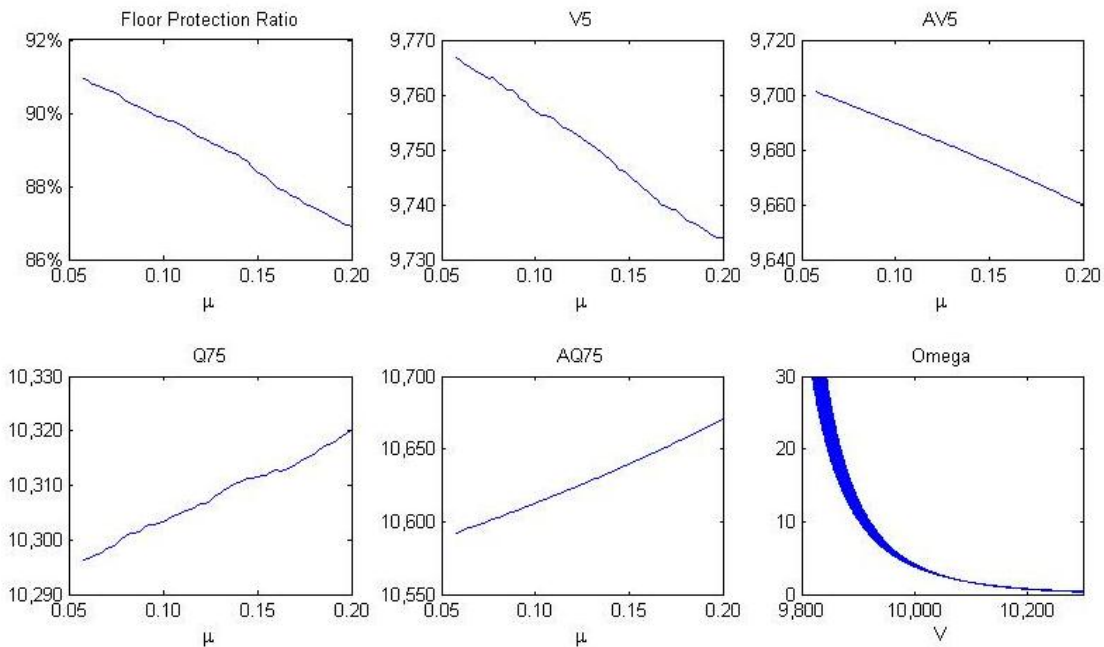 Floor Protection Ratio
92%
90%
88%
86%
0.05 0.10 0.15 0.20
μ
V5
9,770
9,760
9,750
9,740
9,730
0.05 0.10 0.15 0.20
μ
AV5
9,720
9,700
9,680
9,660
9,640
0.05 0.10 0.15 0.20
μ
Q75
10,330
10,320
10,310
10,300
10,290
0.05 0.10 0.15 0.20
μ
AQ75
10,700
10,650
10,600
10,550
0.05 0.10 0.15 0.20
μ
Omega
30
20
10
0
9,800 10,000 10,200
V